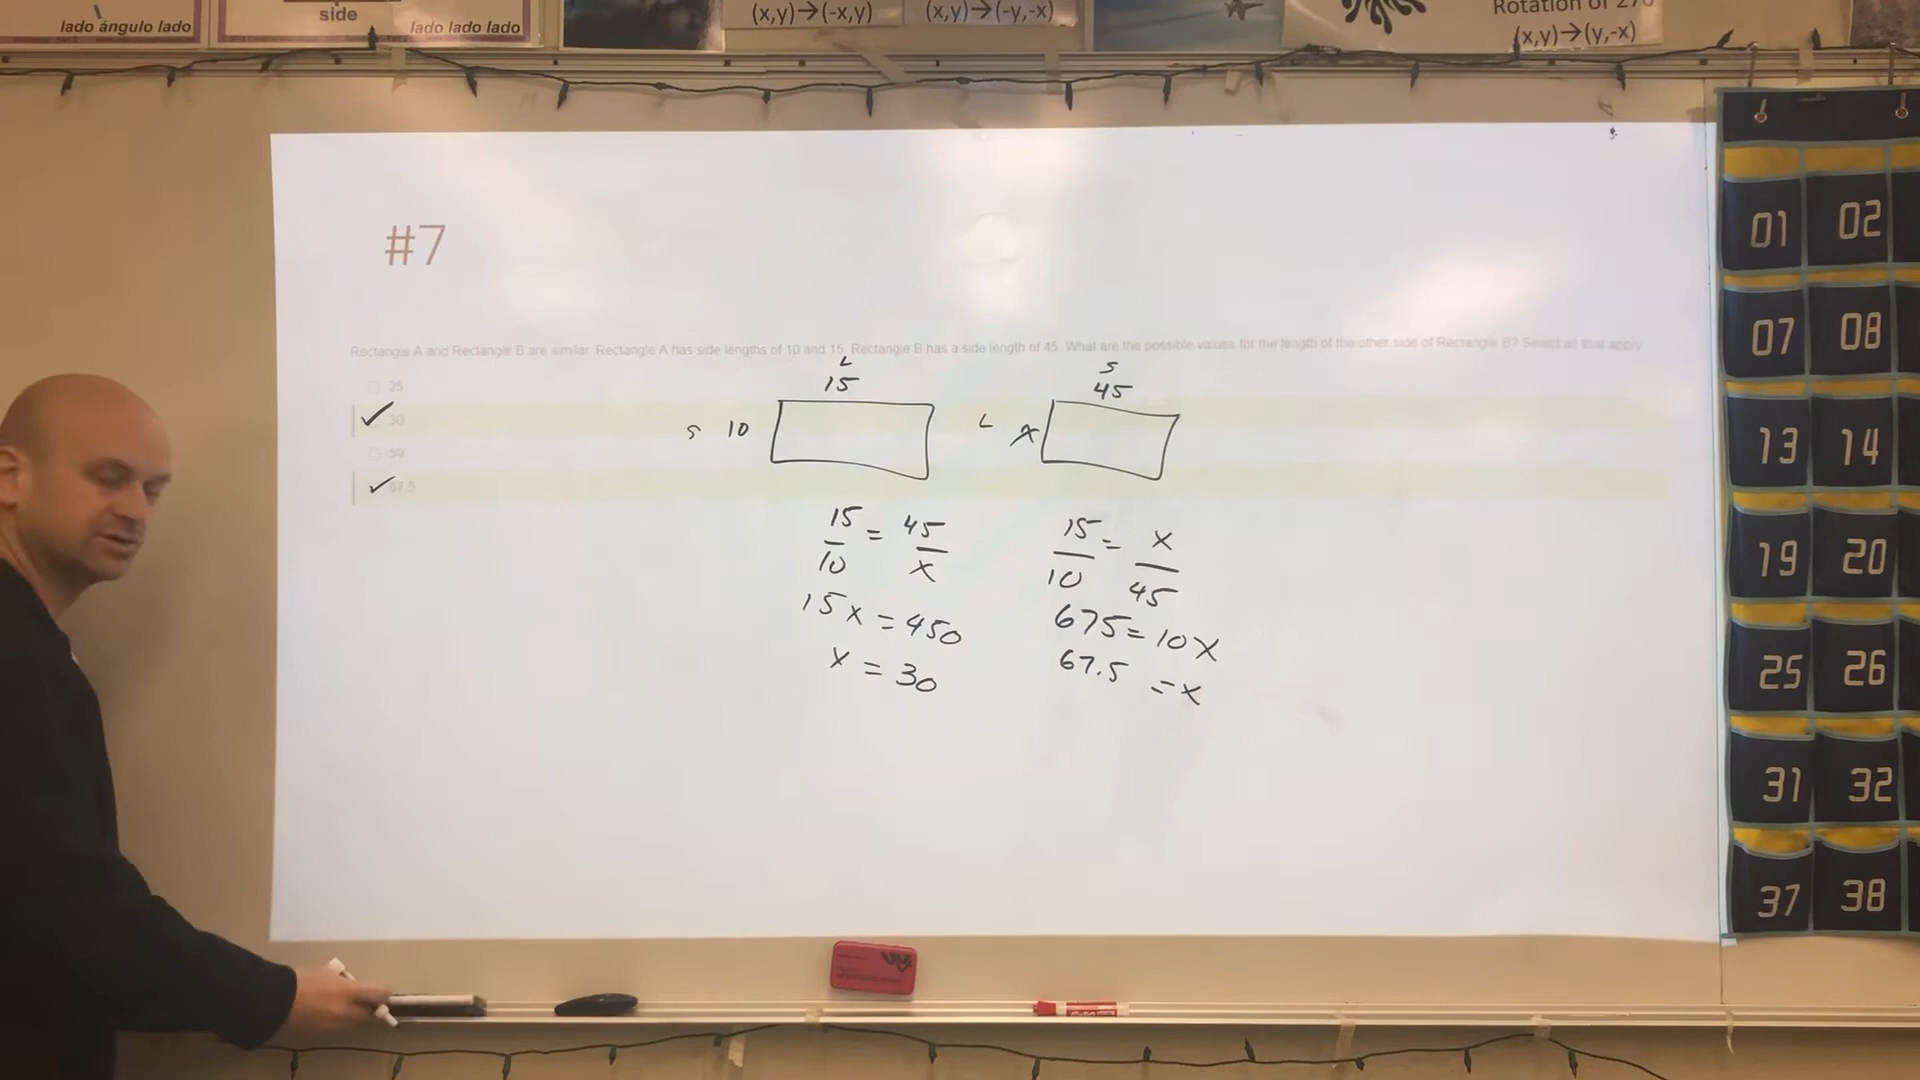 lado ángulo lado
side
lado lado lado
(x,y)→(-x,y)
(x,y)→(-y,-x)
Rotation of 270
(x,y)→(y,-x)
#7
Rectangle A and Rectangle B are similar. Rectangle A has side lengths of 10 and 15. Rectangle B has a side length of 45. What are the possible values for the length of the other side of Rectangle B? Select all that apply
25
✓ 30
50
✓ 67.5
L
15
S 10
S
45
L X
15/10 = 45/x
15x = 450
x = 30
15/10 = x/45
675 = 10x
67.5 = x
01 02
07 08
13 14
19 20
25 26
31 32
37 38